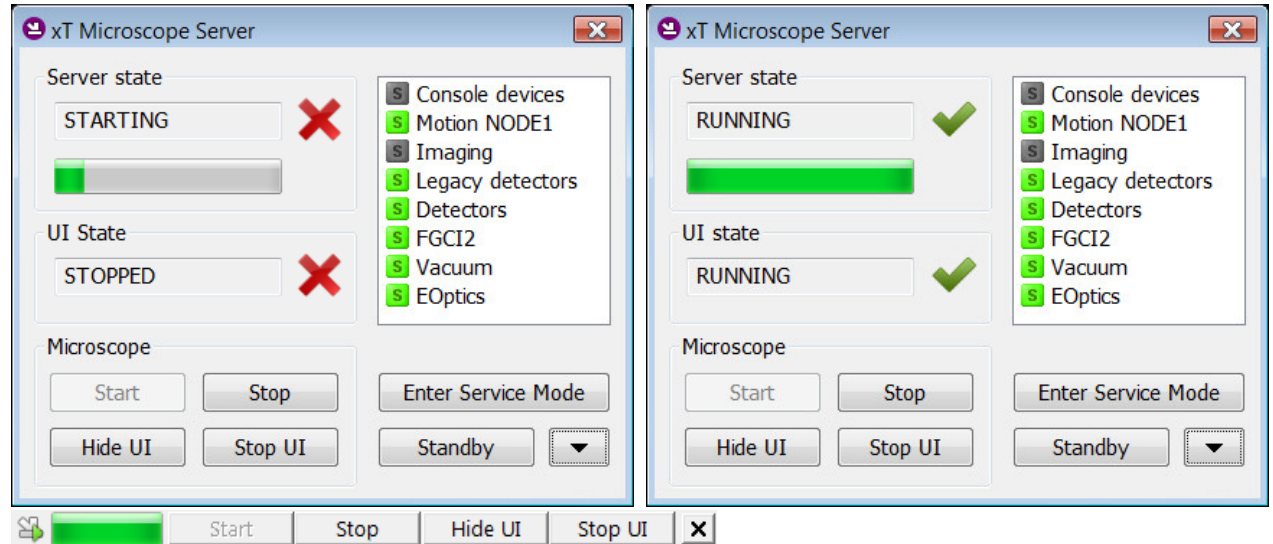 xT Microscope Server
Server state
STARTING
UI State
STOPPED
Microscope
Start
Stop
Hide UI
Stop UI
S Console devices
S Motion NODE1
S Imaging
S Legacy detectors
S Detectors
S FGCI2
S Vacuum
S EOptics
Enter Service Mode
Standby
xT Microscope Server
Server state
RUNNING
UI state
RUNNING
Microscope
Start
Stop
Hide UI
Stop UI
S Console devices
S Motion NODE1
S Imaging
S Legacy detectors
S Detectors
S FGCI2
S Vacuum
S EOptics
Enter Service Mode
Standby
Start Stop Hide UI Stop UI